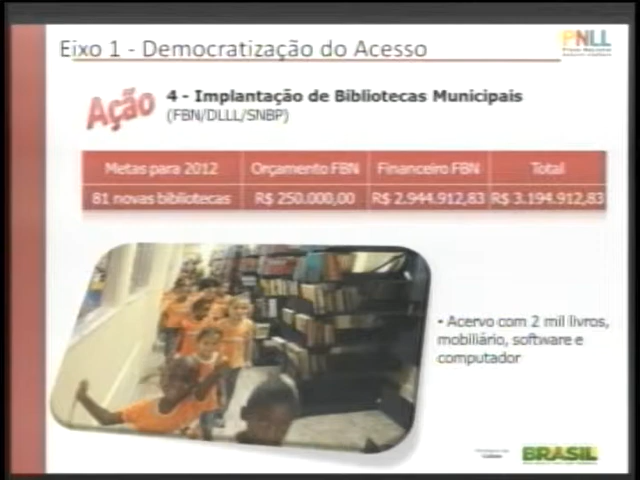 Eixo 1 - Democratização do Acesso
PNLL
Ação
4 - Implantação de Bibliotecas Municipais
(FBN/DLLL/SNBP)
Metas para 2012 Orçamento FBN Financeiro FBN Total
81 novas bibliotecas R$ 250.000,00 R$ 2.944.912,83 R$ 3.194.912,83
• Acervo com 2 mil livros,
mobiliário, software e
computador
BRASIL